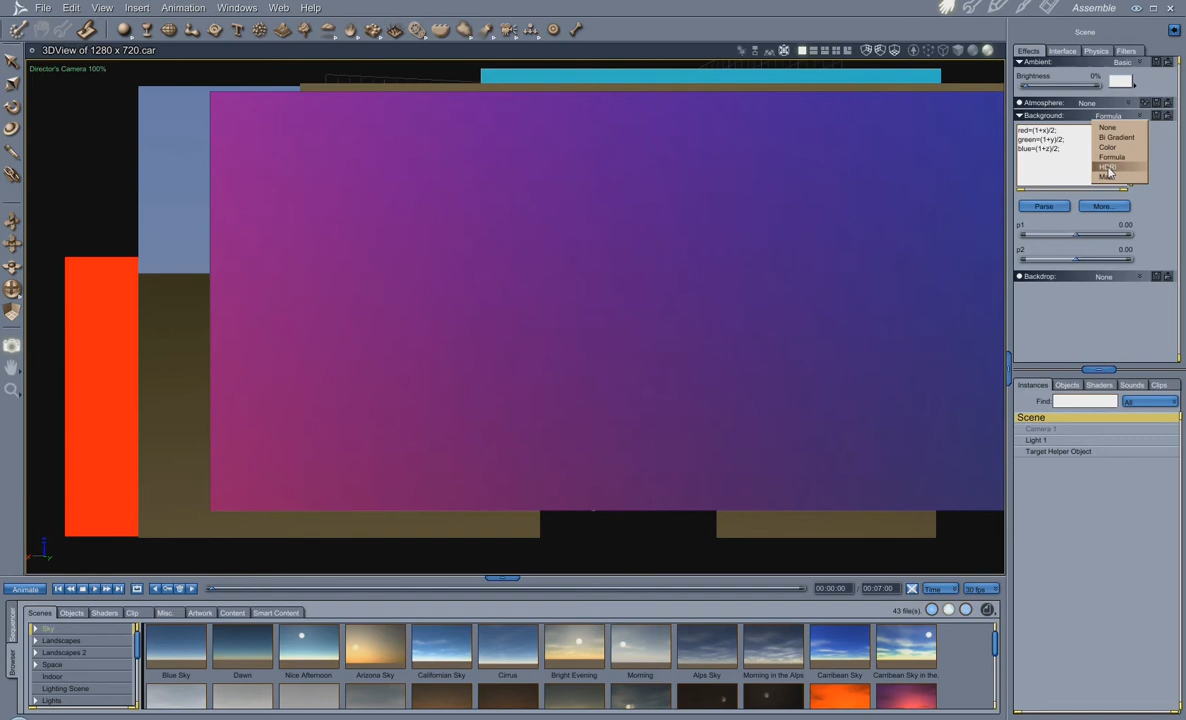 File Edit View Insert Animation Windows Web Help
Assemble
3DView of 1280 x 720.car
Scene
Effects Interface Physics Filters
Director's Camera 100%
Ambient: Basic
Brightness 0%
Atmosphere: None
Background: Formula
red=(1+x)/2;
green=(1+y)/2;
blue=(1+z)/2;
None
Bi Gradient
Color
Formula
HDRI
Parse More...
p1 0.00
p2 0.00
Backdrop: None
Instances Objects Shaders Sounds Clips
Find: All
Scene
Camera 1
Light 1
Target Helper Object
Animate 00:00:00 00:07:00 Time 30 fps
Sequencer
Browser
Scenes Objects Shaders Clip Misc. Artwork Content Smart Content 43 file(s).
Sky
Landscapes
Landscapes 2
Space
Indoor
Lighting Scene
Lights
Blue Sky Dawn Nice Afternoon Arizona Sky Californian Sky Cirrus Bright Evening Morning Alps Sky Morning in the Alps Carribean Sky Carribean Sky in the.